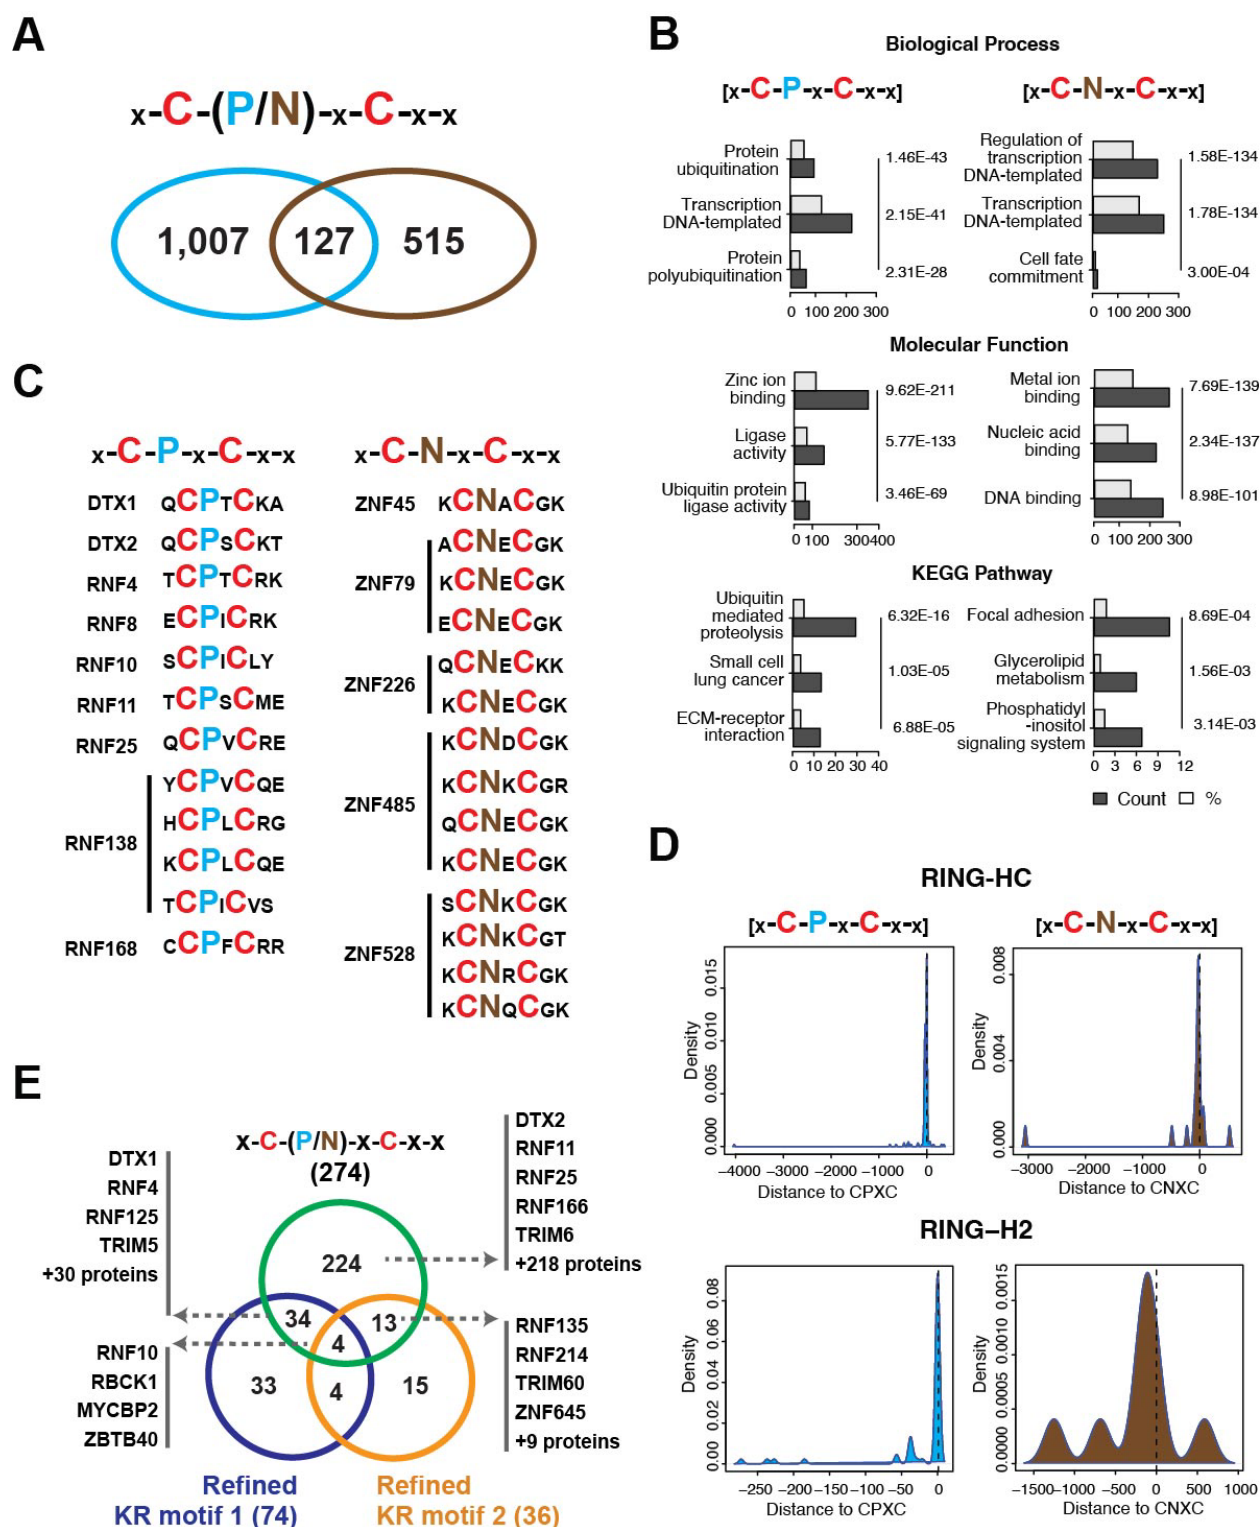 A
x-C-(P/N)-x-C-x-x
1,007 127 515
B
Biological Process
[x-C-P-x-C-x-x]
Protein
ubiquitination
1.46E-43
Transcription
DNA-templated
2.15E-41
Protein
polyubiquitination
2.31E-28
0 100 200 300
[x-C-N-x-C-x-x]
Regulation of
transcription
DNA-templated
1.58E-134
Transcription
DNA-templated
1.78E-134
Cell fate
commitment
3.00E-04
0 100 200 300
Molecular Function
Zinc ion
binding
9.62E-211
Ligase
activity
5.77E-133
Ubiquitin protein
ligase activity
3.46E-69
0 100 300400
Metal ion
binding
7.69E-139
Nucleic acid
binding
2.34E-137
DNA binding
8.98E-101
0 100 200 300
KEGG Pathway
Ubiquitin
mediated
proteolysis
6.32E-16
Small cell
lung cancer
1.03E-05
ECM-receptor
interaction
6.88E-05
0 10 20 30 40
Focal adhesion
8.69E-04
Glycerolipid
metabolism
1.56E-03
Phosphatidyl
-inositol
signaling system
3.14E-03
0 3 6 9 12
Count %
C
x-C-P-x-C-x-x
DTX1 QCPTCKA
DTX2 QCPSCKT
RNF4 TCPTCRK
RNF8 ECPICRK
RNF10 SCPICLY
RNF11 TCPSCME
RNF25 QCPVCRE
RNF138
YCPVCQE
HCPLCRG
KCPLCQE
TCPICVS
RNF168 CCPFCRR
x-C-N-x-C-x-x
ZNF45 KCNACGK
ZNF79
ACNECGK
KCNECGK
ECNECGK
ZNF226
QCNECKK
KCNECGK
ZNF485
KCNDCGK
KCNKCGR
QCNECGK
KCNECGK
ZNF528
SCNKCGK
KCNKCGT
KCNRCGK
KCNQCGK
D
RING-HC
[x-C-P-x-C-x-x]
Density
0.015
0.010
0.005
0.000
−4000 −3000 −2000 −1000 0
Distance to CPXC
[x-C-N-x-C-x-x]
Density
0.008
0.004
0.000
−3000 −2000 −1000 0
Distance to CNXC
RING–H2
Density
0.08
0.06
0.04
0.02
0.00
−250 −200 −150 −100 −50 0
Distance to CPXC
Density
0.0015
0.0010
0.0005
0.0000
−1500 −1000 −500 0 500 1000
Distance to CNXC
E
x-C-(P/N)-x-C-x-x
(274)
DTX1
RNF4
RNF125
TRIM5
+30 proteins
DTX2
RNF11
RNF25
RNF166
TRIM6
+218 proteins
224
34
13
4
33
4
15
RNF10
RBCK1
MYCBP2
ZBTB40
RNF135
RNF214
TRIM60
ZNF645
+9 proteins
Refined
KR motif 1 (74)
Refined
KR motif 2 (36)